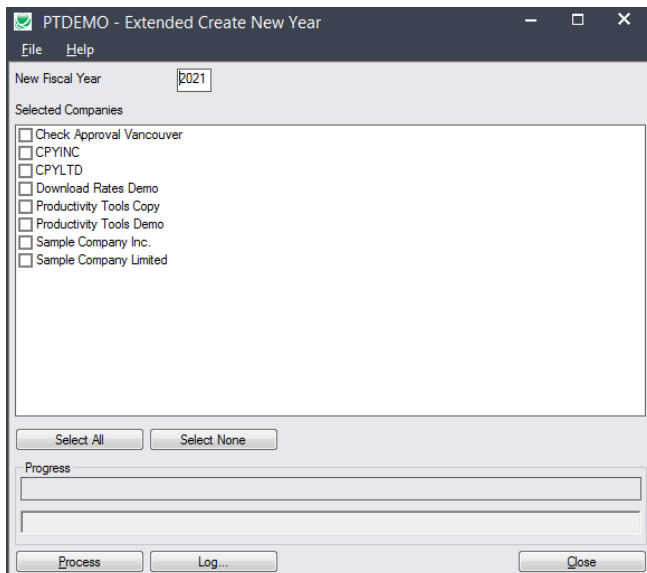 PTDEMO - Extended Create New Year
File Help
New Fiscal Year 2021
Selected Companies
Check Approval Vancouver
CPYINC
CPYLTD
Download Rates Demo
Productivity Tools Copy
Productivity Tools Demo
Sample Company Inc.
Sample Company Limited
Select All Select None
Progress
Process Log... Close